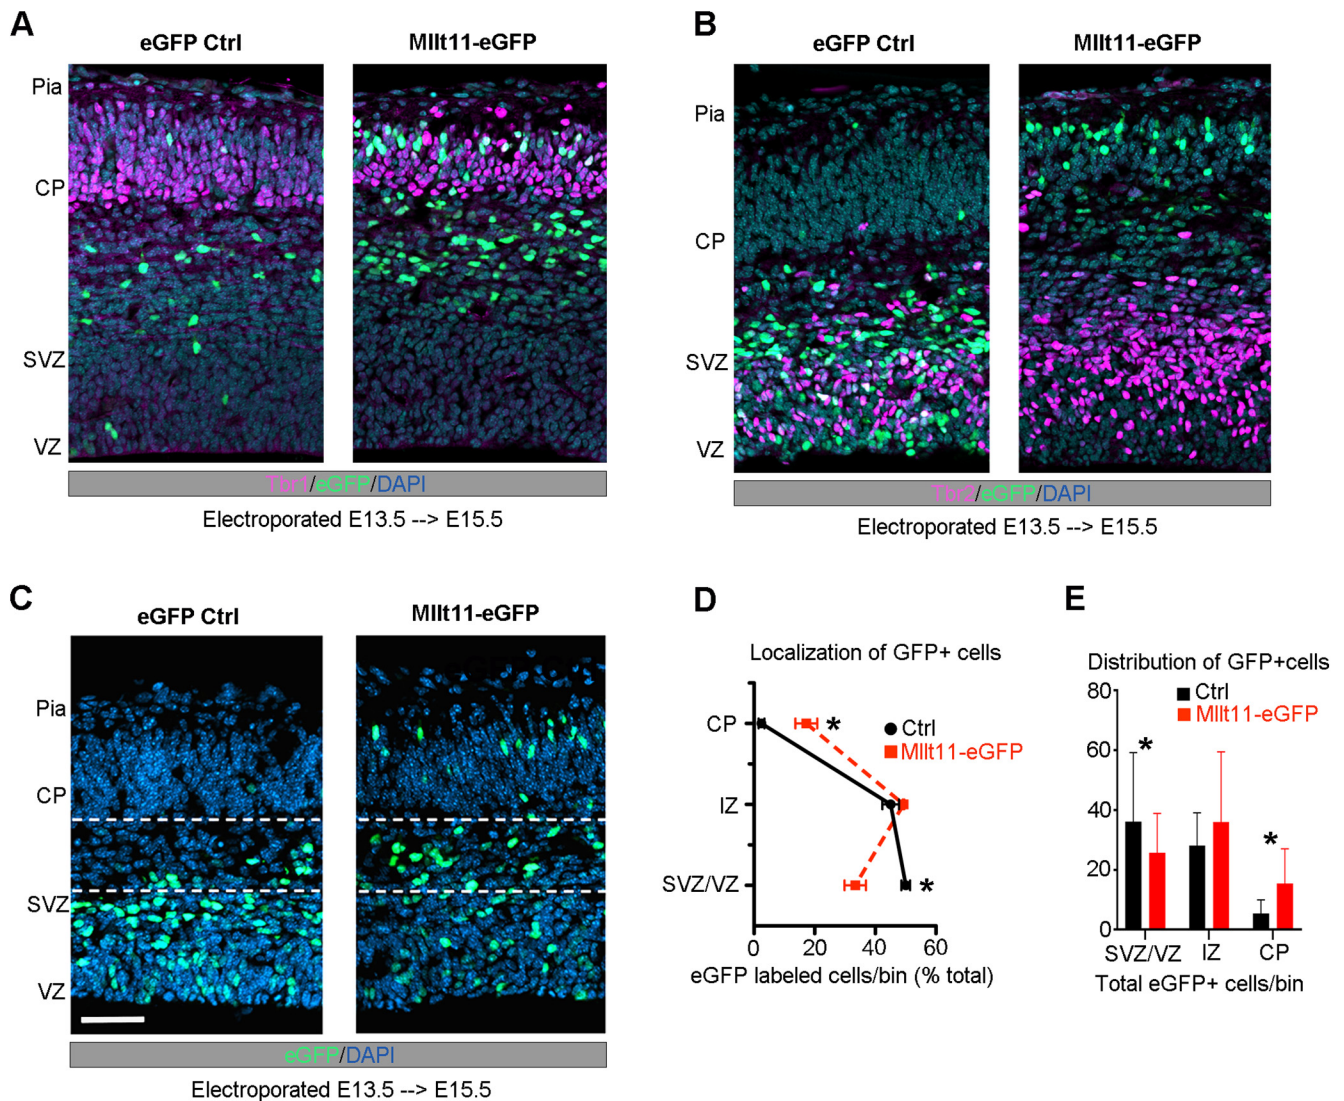 A
eGFP Ctrl
Mllt11-eGFP
Pia
CP
SVZ
VZ
Tbr1/eGFP/DAPI
Electroporated E13.5 --> E15.5
B
eGFP Ctrl
Mllt11-eGFP
Pia
CP
SVZ
VZ
Tbr2/eGFP/DAPI
Electroporated E13.5 --> E15.5
C
eGFP Ctrl
Mllt11-eGFP
Pia
CP
SVZ
VZ
eGFP/DAPI
Electroporated E13.5 --> E15.5
D
Localization of GFP+ cells
CP
IZ
SVZ/VZ
*
*
Ctrl
Mllt11-eGFP
0 20 40 60
eGFP labeled cells/bin (% total)
E
Distribution of GFP+cells
80
60
40
20
0
Ctrl
Mllt11-eGFP
*
*
SVZ/VZ IZ CP
Total eGFP+ cells/bin